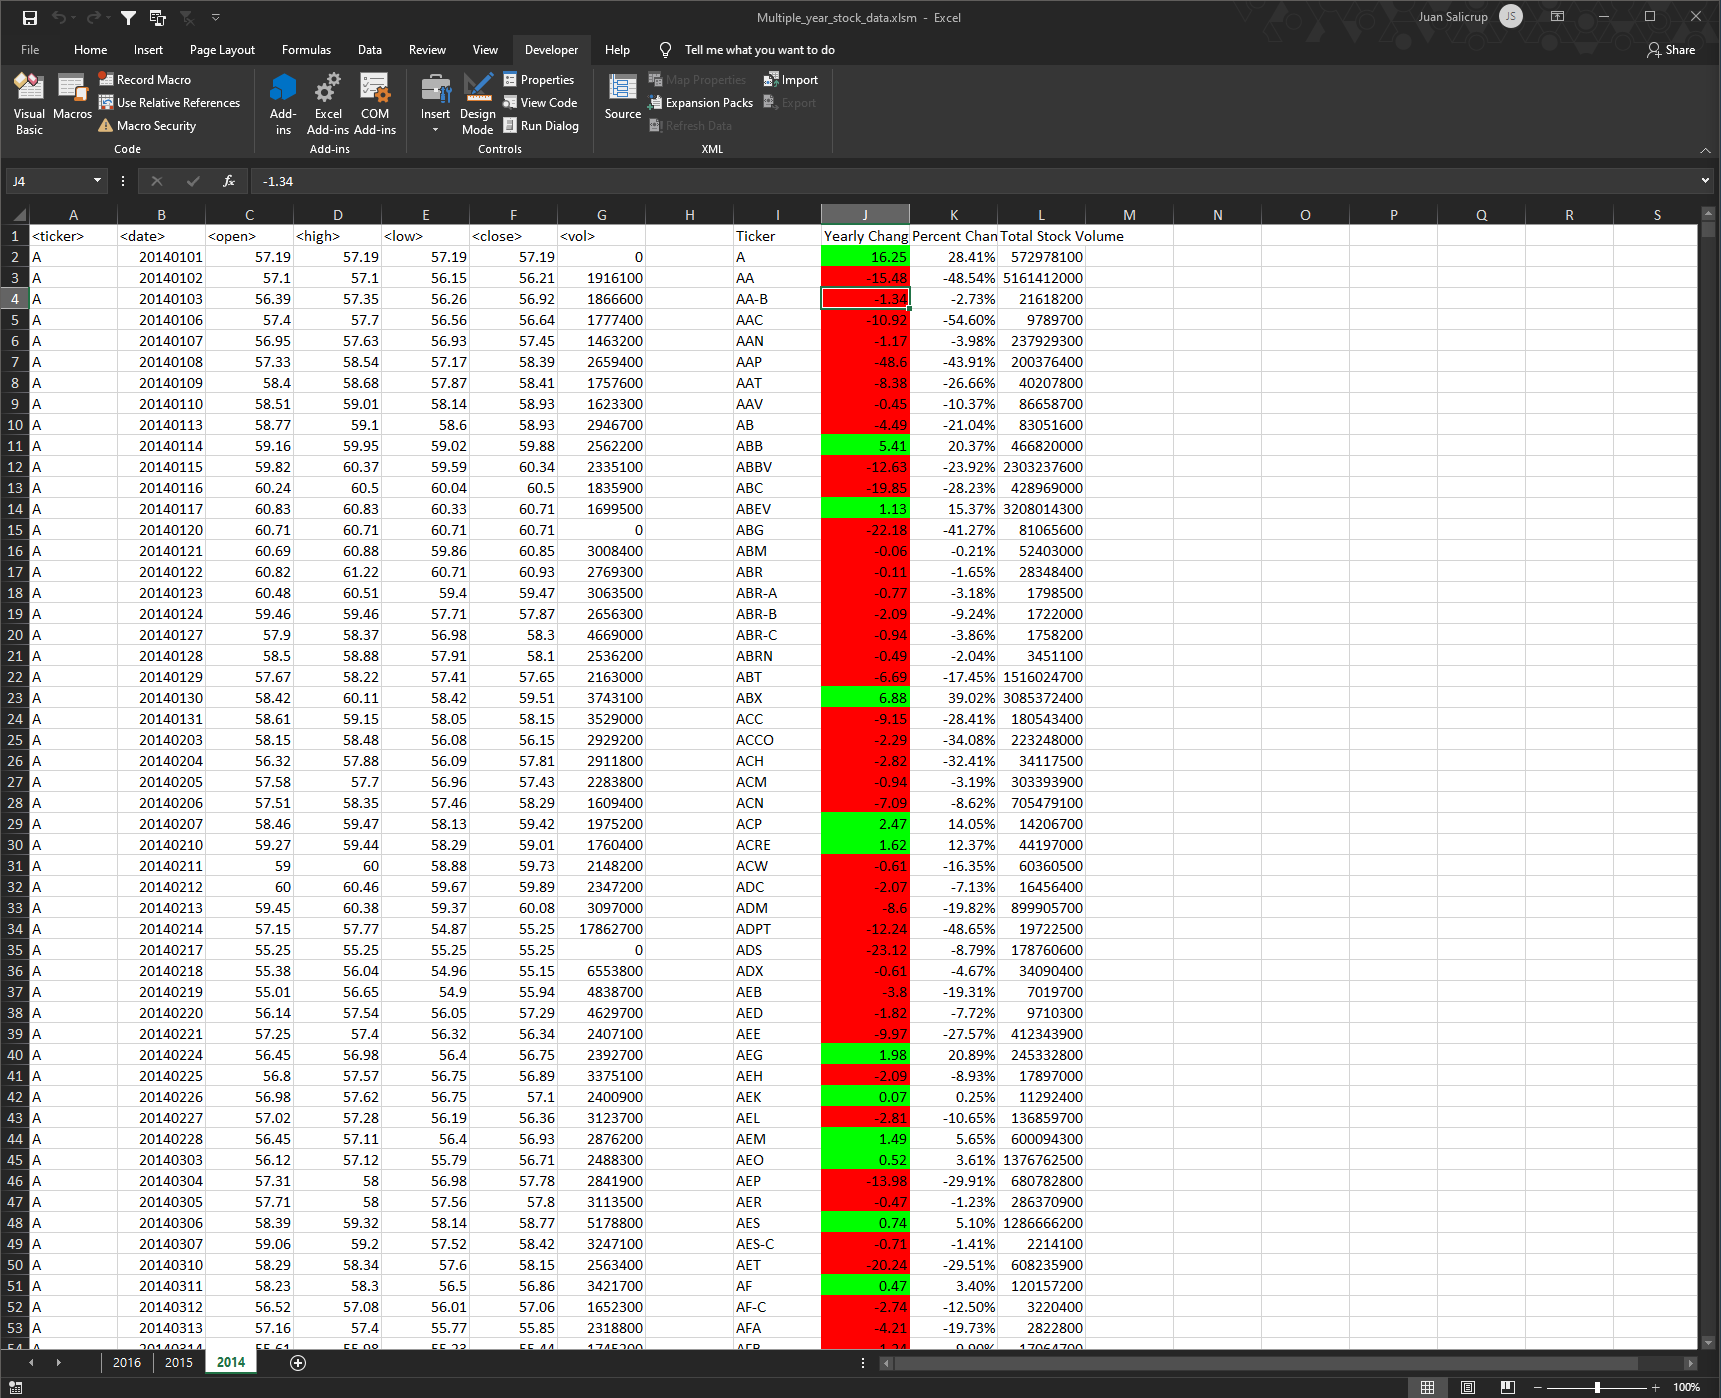 Multiple_year_stock_data.xlsm - Excel
Juan Salicrup JS
File Home Insert Page Layout Formulas Data Review View Developer Help Tell me what you want to do Share
Visual Basic
Macros
Record Macro
Use Relative References
Macro Security
Code
Add-ins
Excel Add-ins
COM Add-ins
Add-ins
Insert
Design Mode
Properties
View Code
Run Dialog
Controls
Source
Map Properties
Expansion Packs
Refresh Data
Import
Export
XML
J4 fx -1.34
A B C D E F G H I J K L M N O P Q R S
1 <ticker> <date> <open> <high> <low> <close> <vol> Ticker Yearly Chang Percent Chan Total Stock Volume
2 A 20140101 57.19 57.19 57.19 57.19 0 A 16.25 28.41% 572978100
3 A 20140102 57.1 57.1 56.15 56.21 1916100 AA -15.48 -48.54% 5161412000
4 A 20140103 56.39 57.35 56.26 56.92 1866600 AA-B -1.34 -2.73% 21618200
5 A 20140106 57.4 57.7 56.56 56.64 1777400 AAC -10.92 -54.60% 9789700
6 A 20140107 56.95 57.63 56.93 57.45 1463200 AAN -1.17 -3.98% 237929300
7 A 20140108 57.33 58.54 57.17 58.39 2659400 AAP -48.6 -43.91% 200376400
8 A 20140109 58.4 58.68 57.87 58.41 1757600 AAT -8.38 -26.66% 40207800
9 A 20140110 58.51 59.01 58.14 58.93 1623300 AAV -0.45 -10.37% 86658700
10 A 20140113 58.77 59.1 58.6 58.93 2946700 AB -4.49 -21.04% 83051600
11 A 20140114 59.16 59.95 59.02 59.88 2562200 ABB 5.41 20.37% 466820000
12 A 20140115 59.82 60.37 59.59 60.34 2335100 ABBV -12.63 -23.92% 2303237600
13 A 20140116 60.24 60.5 60.04 60.5 1835900 ABC -19.85 -28.23% 428969000
14 A 20140117 60.83 60.83 60.33 60.71 1699500 ABEV 1.13 15.37% 3208014300
15 A 20140120 60.71 60.71 60.71 60.71 0 ABG -22.18 -41.27% 81065600
16 A 20140121 60.69 60.88 59.86 60.85 3008400 ABM -0.06 -0.21% 52403000
17 A 20140122 60.82 61.22 60.71 60.93 2769300 ABR -0.11 -1.65% 28348400
18 A 20140123 60.48 60.51 59.4 59.47 3063500 ABR-A -0.77 -3.18% 1798500
19 A 20140124 59.46 59.46 57.71 57.87 2656300 ABR-B -2.09 -9.24% 1722000
20 A 20140127 57.9 58.37 56.98 58.3 4669000 ABR-C -0.94 -3.86% 1758200
21 A 20140128 58.5 58.88 57.91 58.1 2536200 ABRN -0.49 -2.04% 3451100
22 A 20140129 57.67 58.22 57.41 57.65 2163000 ABT -6.69 -17.45% 1516024700
23 A 20140130 58.42 60.11 58.42 59.51 3743100 ABX 6.88 39.02% 3085372400
24 A 20140131 58.61 59.15 58.05 58.15 3529000 ACC -9.15 -28.41% 180543400
25 A 20140203 58.15 58.48 56.08 56.15 2929200 ACCO -2.29 -34.08% 223248000
26 A 20140204 56.32 57.88 56.09 57.81 2911800 ACH -2.82 -32.41% 34117500
27 A 20140205 57.58 57.7 56.96 57.43 2283800 ACM -0.94 -3.19% 303393900
28 A 20140206 57.51 58.35 57.46 58.29 1609400 ACN -7.09 -8.62% 705479100
29 A 20140207 58.46 59.47 58.13 59.42 1975200 ACP 2.47 14.05% 14206700
30 A 20140210 59.27 59.44 58.29 59.01 1760400 ACRE 1.62 12.37% 44197000
31 A 20140211 59 60 58.88 59.73 2148200 ACW -0.61 -16.35% 60360500
32 A 20140212 60 60.46 59.67 59.89 2347200 ADC -2.07 -7.13% 16456400
33 A 20140213 59.45 60.38 59.37 60.08 3097000 ADM -8.6 -19.82% 899905700
34 A 20140214 57.15 57.77 54.87 55.25 17862700 ADPT -12.24 -48.65% 19722500
35 A 20140217 55.25 55.25 55.25 55.25 0 ADS -23.12 -8.79% 178760600
36 A 20140218 55.38 56.04 54.96 55.15 6553800 ADX -0.61 -4.67% 34090400
37 A 20140219 55.01 56.65 54.9 55.94 4838700 AEB -3.8 -19.31% 7019700
38 A 20140220 56.14 57.54 56.05 57.29 4629700 AED -1.82 -7.72% 9710300
39 A 20140221 57.25 57.4 56.32 56.34 2407100 AEE -9.97 -27.57% 412343900
40 A 20140224 56.45 56.98 56.4 56.75 2392700 AEG 1.98 20.89% 245332800
41 A 20140225 56.8 57.57 56.75 56.89 3375100 AEH -2.09 -8.93% 17897000
42 A 20140226 56.98 57.62 56.75 57.1 2400900 AEK 0.07 0.25% 11292400
43 A 20140227 57.02 57.28 56.19 56.36 3123700 AEL -2.81 -10.65% 136859700
44 A 20140228 56.45 57.11 56.4 56.93 2876200 AEM 1.49 5.65% 600094300
45 A 20140303 56.12 57.12 55.79 56.71 2488300 AEO 0.52 3.61% 1376762500
46 A 20140304 57.31 58 56.98 57.78 2841900 AEP -13.98 -29.91% 680782800
47 A 20140305 57.71 58 57.56 57.8 3113500 AER -0.47 -1.23% 286370900
48 A 20140306 58.39 59.32 58.14 58.77 5178800 AES 0.74 5.10% 1286666200
49 A 20140307 59.06 59.2 57.52 58.42 3247100 AES-C -0.71 -1.41% 2214100
50 A 20140310 58.29 58.34 57.6 58.15 2563400 AET -20.24 -29.51% 608235900
51 A 20140311 58.23 58.3 56.5 56.86 3421700 AF 0.47 3.40% 120157200
52 A 20140312 56.52 57.08 56.01 57.06 1652300 AF-C -2.74 -12.50% 3220400
53 A 20140313 57.16 57.4 55.77 55.85 2318800 AFA -4.21 -19.73% 2822800
2016 2015 2014
100%